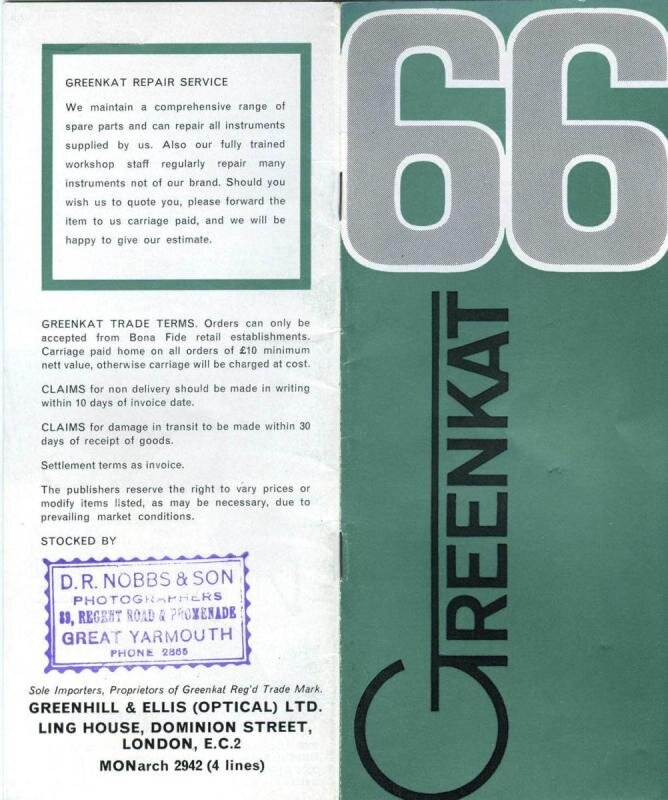 GREENKAT REPAIR SERVICE
We maintain a comprehensive range of
spare parts and can repair all instruments
supplied by us. Also our fully trained
workshop staff regularly repair many
instruments not of our brand. Should you
wish us to quote you, please forward the
item to us carriage paid, and we will be
happy to give our estimate.
GREENKAT TRADE TERMS. Orders can only be
accepted from Bona Fide retail establishments.
Carriage paid home on all orders of £10 minimum
nett value, otherwise carriage will be charged at cost.
CLAIMS for non delivery should be made in writing
within 10 days of invoice date.
CLAIMS for damage in transit to be made within 30
days of receipt of goods.
Settlement terms as invoice.
The publishers reserve the right to vary prices or
modify items listed, as may be necessary, due to
prevailing market conditions.
STOCKED BY
D.R. NOBBS & SON
PHOTOGRAPHERS
83, REGENT ROAD & PROMENADE
GREAT YARMOUTH
PHONE 2865
Sole Importers, Proprietors of Greenkat Reg'd Trade Mark.
GREENHILL & ELLIS (OPTICAL) LTD.
LING HOUSE, DOMINION STREET,
LONDON, E.C.2
MONarch 2942 (4 lines)
66
GREENKAT